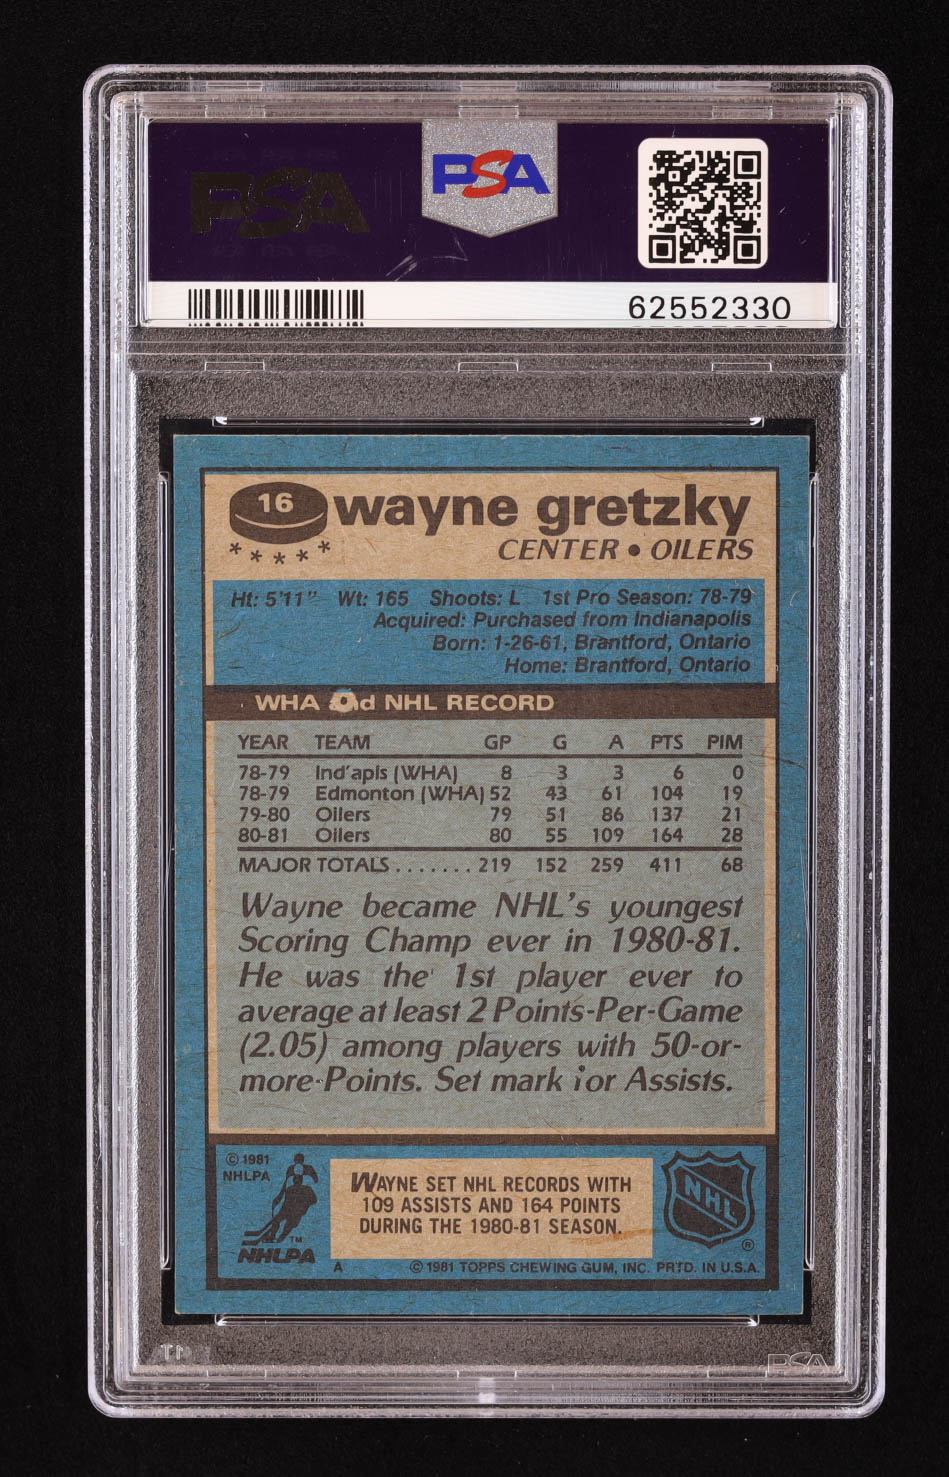 PSA
PSA
62552330
16
wayne gretzky
CENTER • OILERS
* * * * *
Ht: 5'11" Wt: 165 Shoots: L 1st Pro Season: 78-79
Acquired: Purchased from Indianapolis
Born: 1-26-61, Brantford, Ontario
Home: Brantford, Ontario
WHA and NHL RECORD
YEAR TEAM GP G A PTS PIM
78-79 Ind'apls (WHA) 8 3 3 6 0
78-79 Edmonton (WHA) 52 43 61 104 19
79-80 Oilers 79 51 86 137 21
80-81 Oilers 80 55 109 164 28
MAJOR TOTALS....... 219 152 259 411 68
Wayne became NHL's youngest
Scoring Champ ever in 1980-81.
He was the 1st player ever to
average at least 2 Points-Per-Game
(2.05) among players with 50-or-
more-Points. Set mark for Assists.
© 1981
NHLPA
TM
NHLPA
WAYNE SET NHL RECORDS WITH
109 ASSISTS AND 164 POINTS
DURING THE 1980-81 SEASON.
NHL
®
A © 1981 TOPPS CHEWING GUM, INC. PRTD. IN U.S.A.
PSA